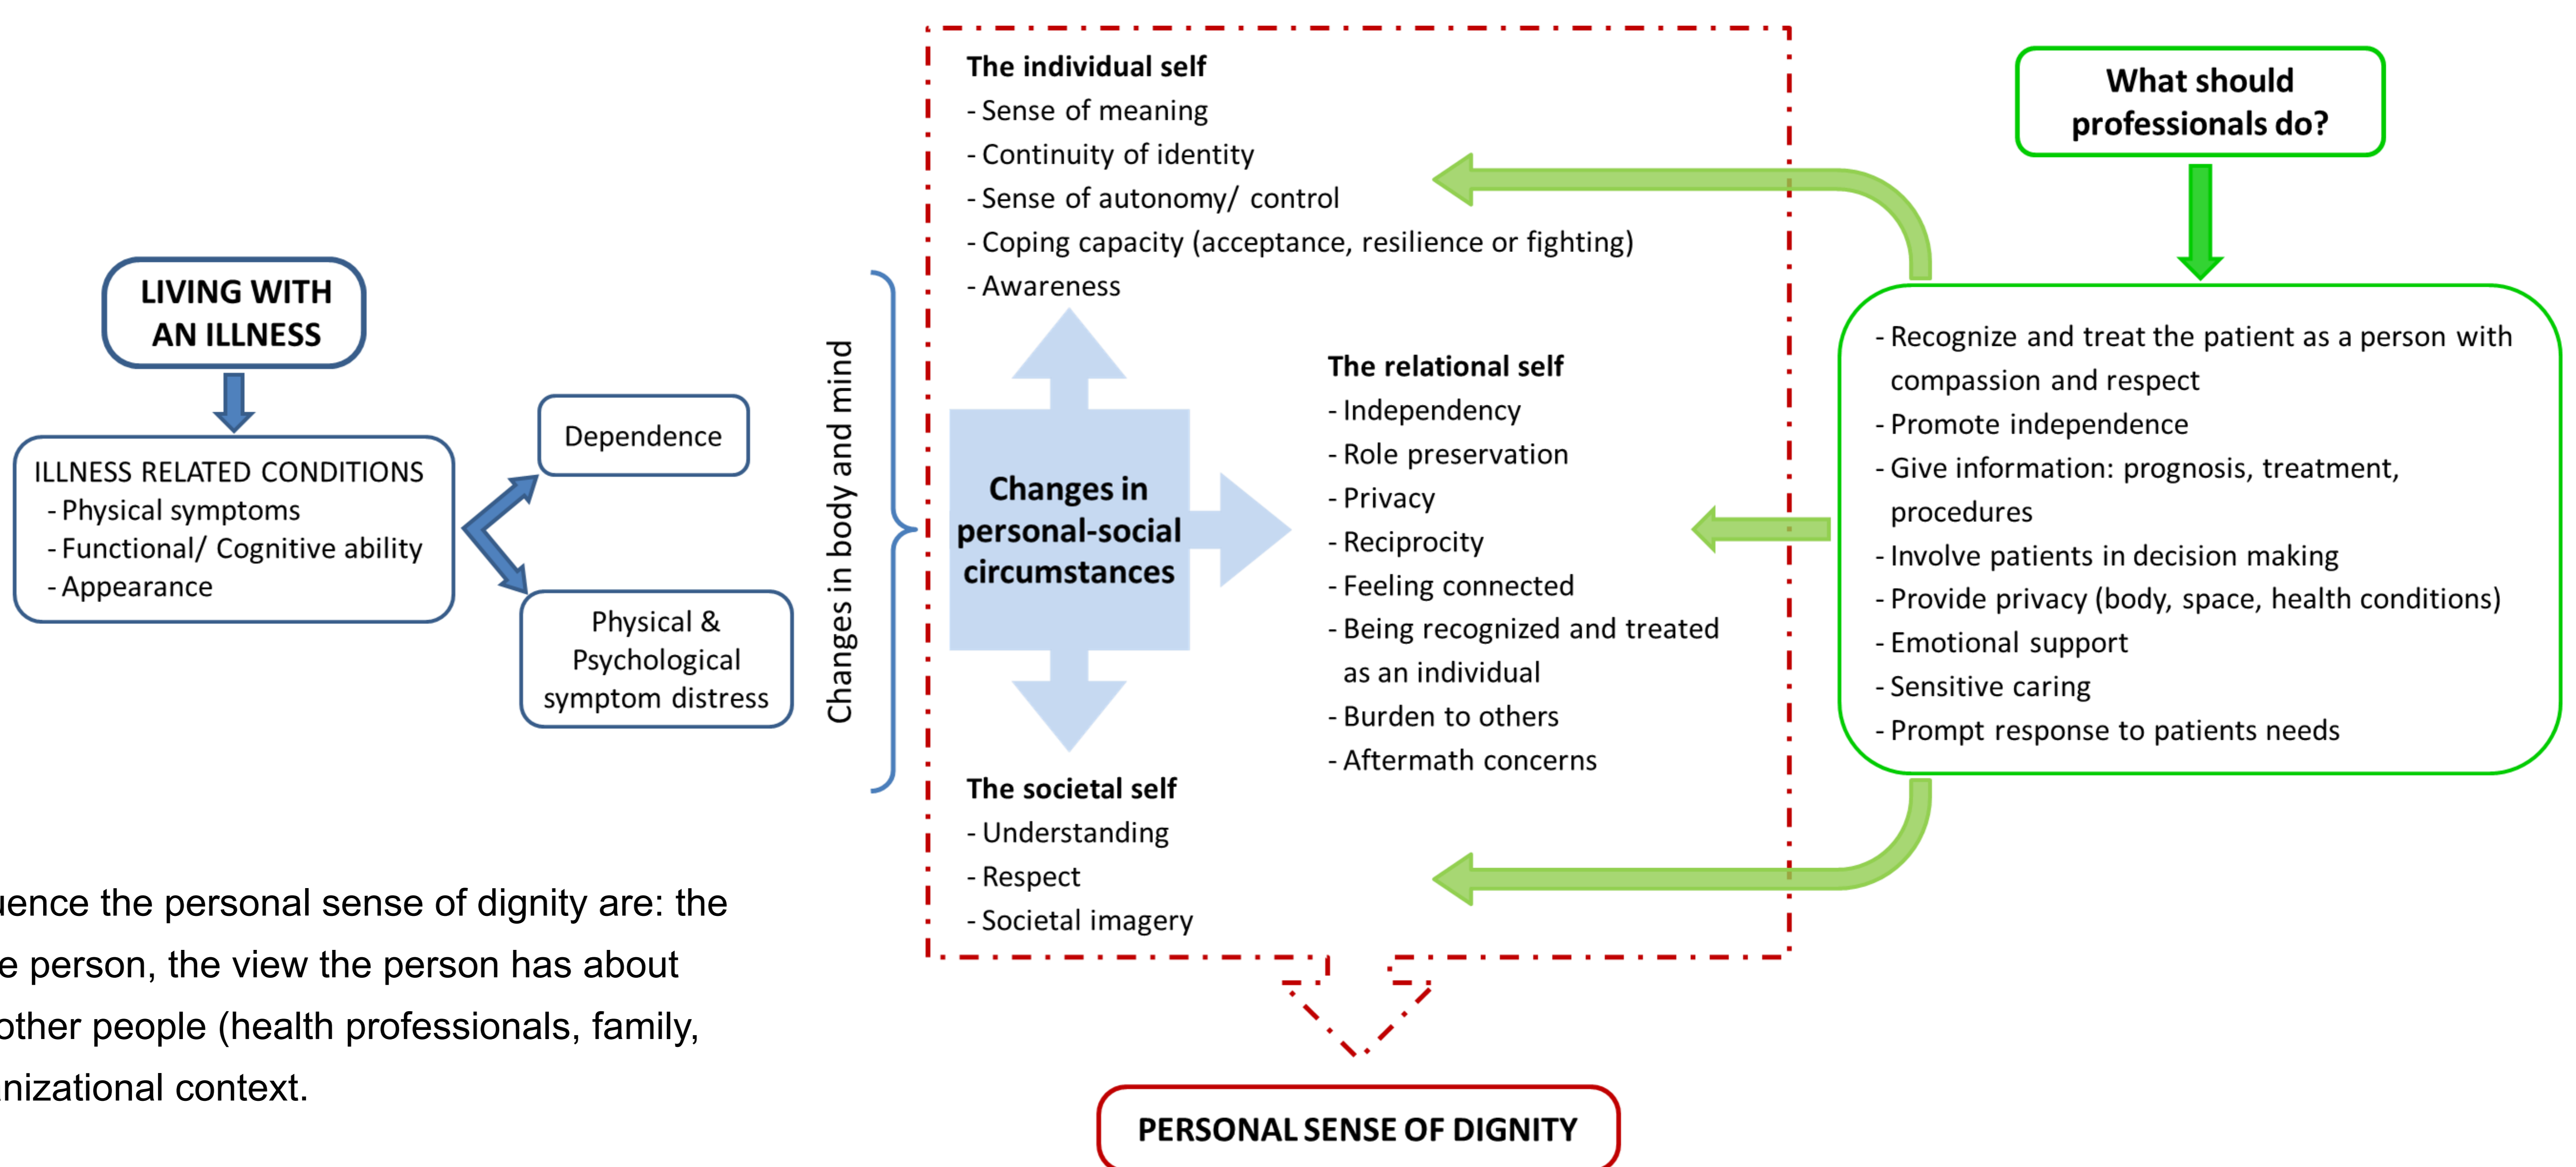 LIVING WITH
AN ILLNESS
ILLNESS RELATED CONDITIONS
- Physical symptoms
- Functional/ Cognitive ability
- Appearance
Dependence
Physical &
Psychological
symptom distress
Changes in body and mind
The individual self
- Sense of meaning
- Continuity of identity
- Sense of autonomy/ control
- Coping capacity (acceptance, resilience or fighting)
- Awareness
Changes in
personal-social
circumstances
The relational self
- Independency
- Role preservation
- Privacy
- Reciprocity
- Feeling connected
- Being recognized and treated
as an individual
- Burden to others
- Aftermath concerns
The societal self
- Understanding
- Respect
- Societal imagery
What should
professionals do?
- Recognize and treat the patient as a person with
compassion and respect
- Promote independence
- Give information: prognosis, treatment,
procedures
- Involve patients in decision making
- Provide privacy (body, space, health conditions)
- Emotional support
- Sensitive caring
- Prompt response to patients needs
PERSONAL SENSE OF DIGNITY
the personal sense of dignity are: the
person, the view the person has about
other people (health professionals, family,
context.